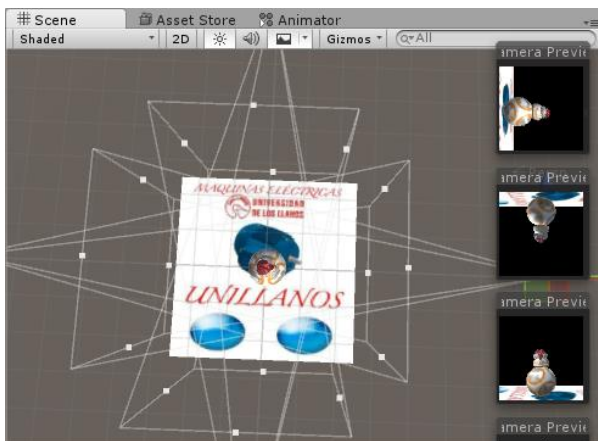 Scene Asset Store Animator
Shaded 2D Gizmos All
amera Previe
MAQUINAS ELÉCTRICAS
UNIVERSIDAD
DE LOS LLANOS
amera Previe
UNILLANOS
amera Previe
amera Previe